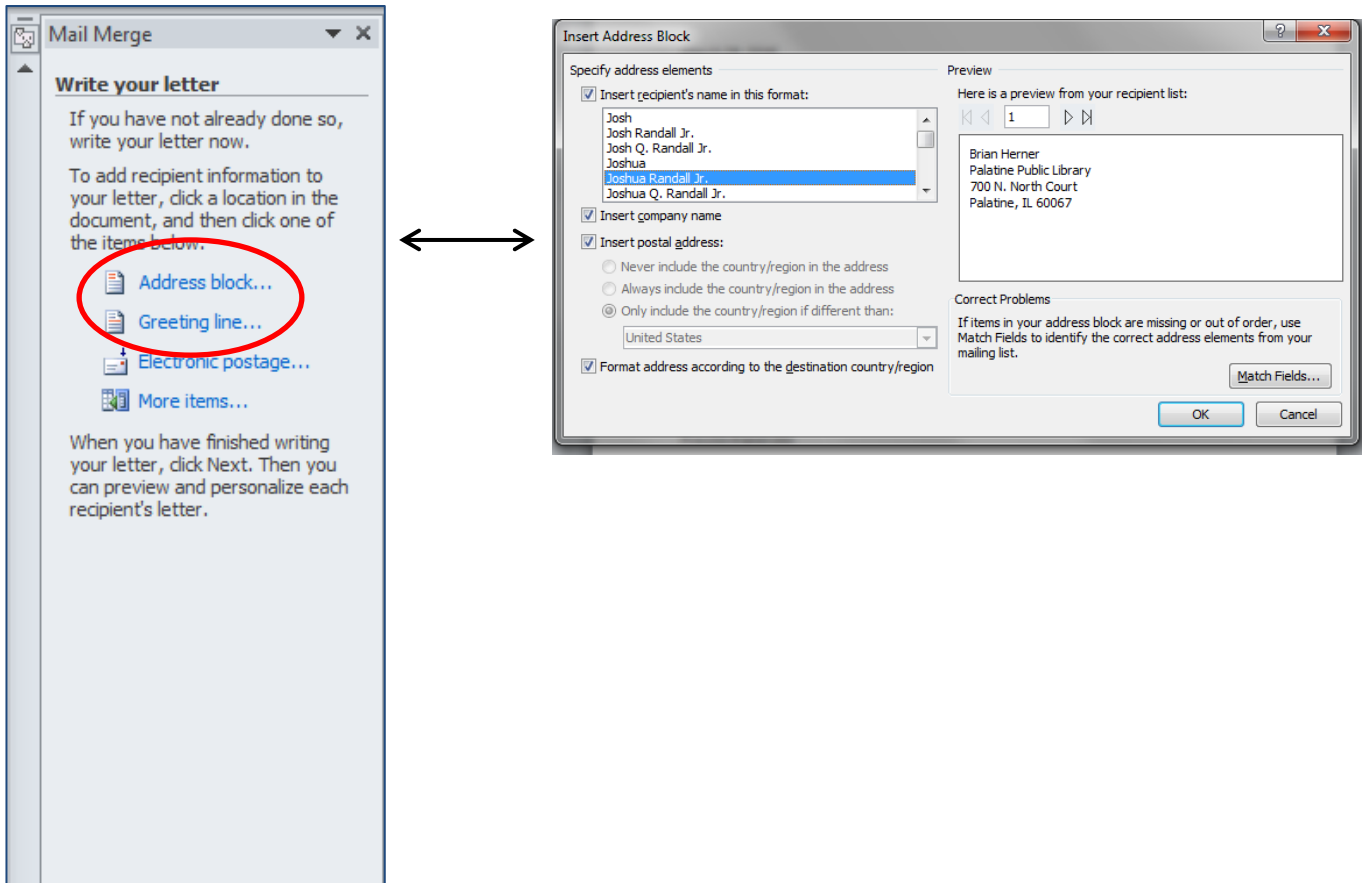 Mail Merge
Write your letter
If you have not already done so,
write your letter now.
To add recipient information to
your letter, click a location in the
document, and then click one of
the items below.
Address block...
Greeting line...
Electronic postage...
More items...
When you have finished writing
your letter, click Next. Then you
can preview and personalize each
recipient's letter.
Insert Address Block
Specify address elements
Insert recipient's name in this format:
Josh
Josh Randall Jr.
Josh Q. Randall Jr.
Joshua
Joshua Randall Jr.
Joshua Q. Randall Jr.
Insert company name
Insert postal address:
Never include the country/region in the address
Always include the country/region in the address
Only include the country/region if different than:
United States
Format address according to the destination country/region
Preview
Here is a preview from your recipient list:
1
Brian Herner
Palatine Public Library
700 N. North Court
Palatine, IL 60067
Correct Problems
If items in your address block are missing or out of order, use
Match Fields to identify the correct address elements from your
mailing list.
Match Fields...
OK Cancel